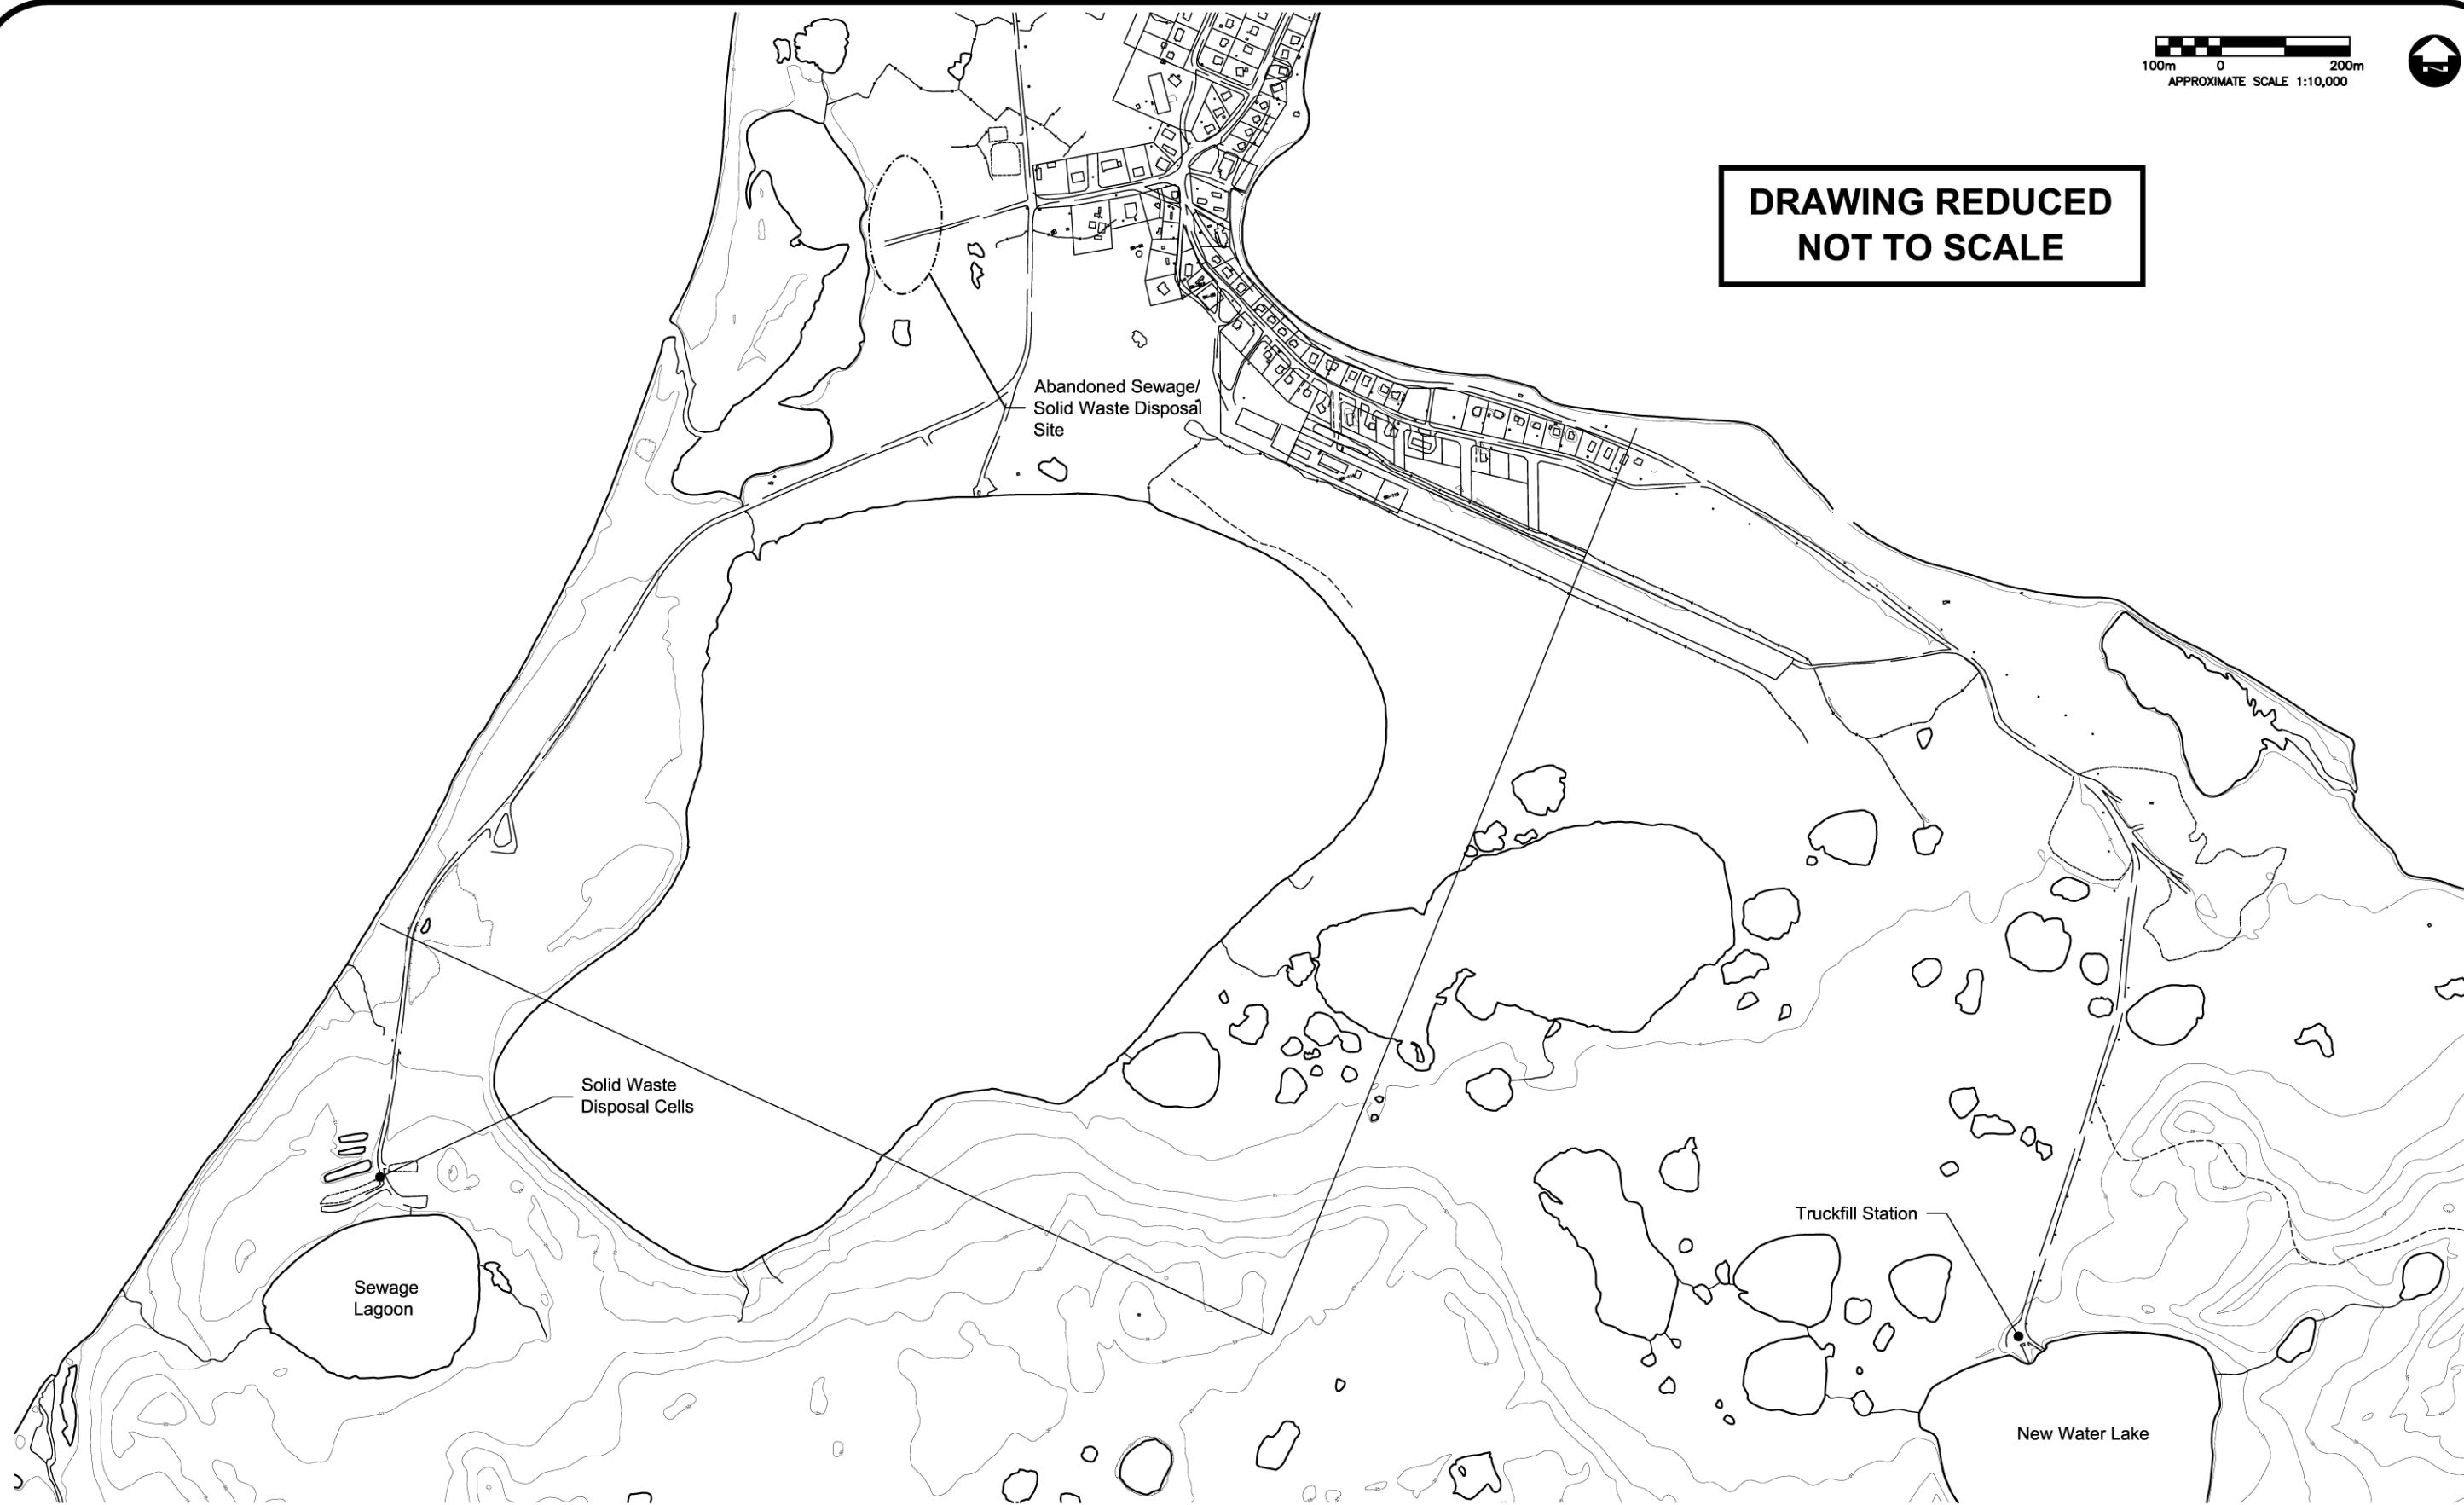 100m 0 200m
APPROXIMATE SCALE 1:10,000
DRAWING REDUCED
NOT TO SCALE
Abandoned Sewage/
Solid Waste Disposal
Site
Solid Waste
Disposal Cells
Truckfill Station
Sewage
Lagoon
New Water Lake